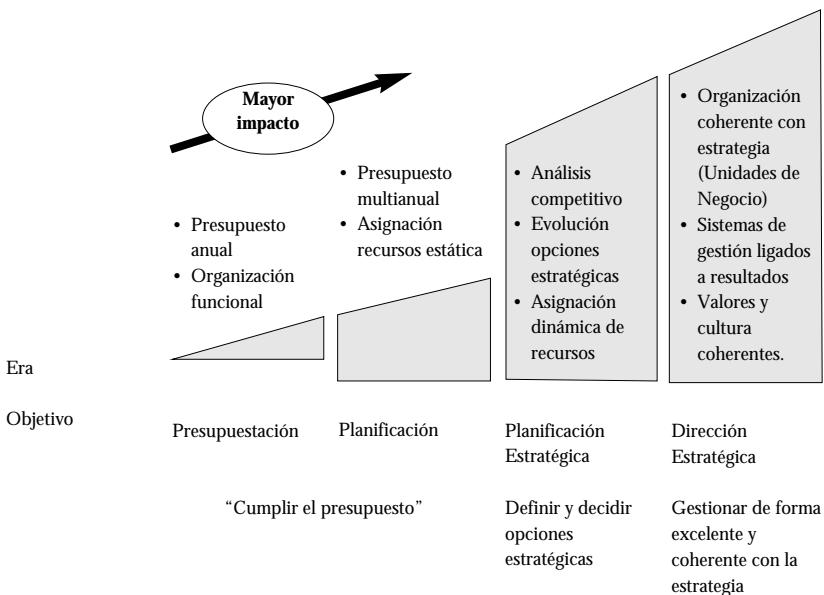 Mayor
impacto
• Presupuesto
anual
• Organización
funcional
• Presupuesto
multianual
• Asignación
recursos estática
• Análisis
competitivo
• Evolución
opciones
estratégicas
• Asignación
dinámica de
recursos
• Organización
coherente con
estrategia
(Unidades de
Negocio)
• Sistemas de
gestión ligados
a resultados
• Valores y
cultura
coherentes.
Era
Objetivo
Presupuestación
Planificación
Planificación
Estratégica
Dirección
Estratégica
“Cumplir el presupuesto”
Definir y decidir
opciones
estratégicas
Gestionar de forma
excelente y
coherente con la
estrategia